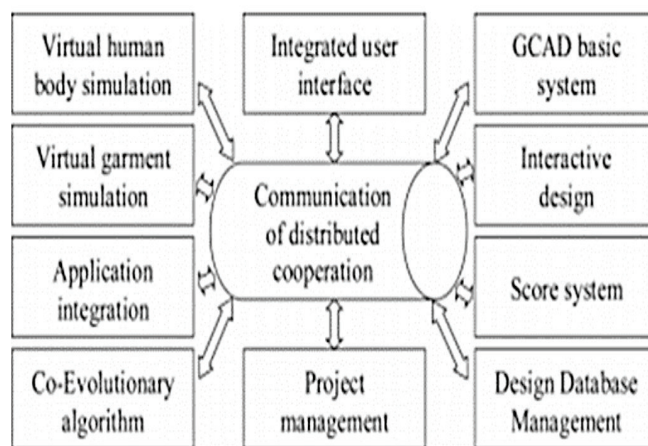 Virtual human
body simulation
Integrated user
interface
GCAD basic
system
Virtual garment
simulation
Communication
of distributed
cooperation
Interactive
design
Application
integration
Score system
Co-Evolutionary
algorithm
Project
management
Design Database
Management